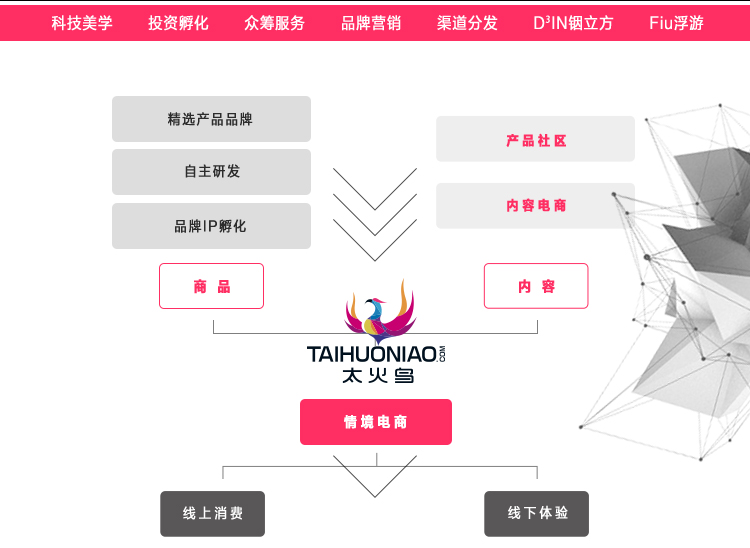 科技美学 投资孵化 众筹服务 品牌营销 渠道分发 D³IN铟立方 Fiu浮游
精选产品品牌
自主研发
品牌IP孵化
产品社区
内容电商
商 品
内 容
TAIHUONIAO.COM
太火鸟
情境电商
线上消费
线下体验